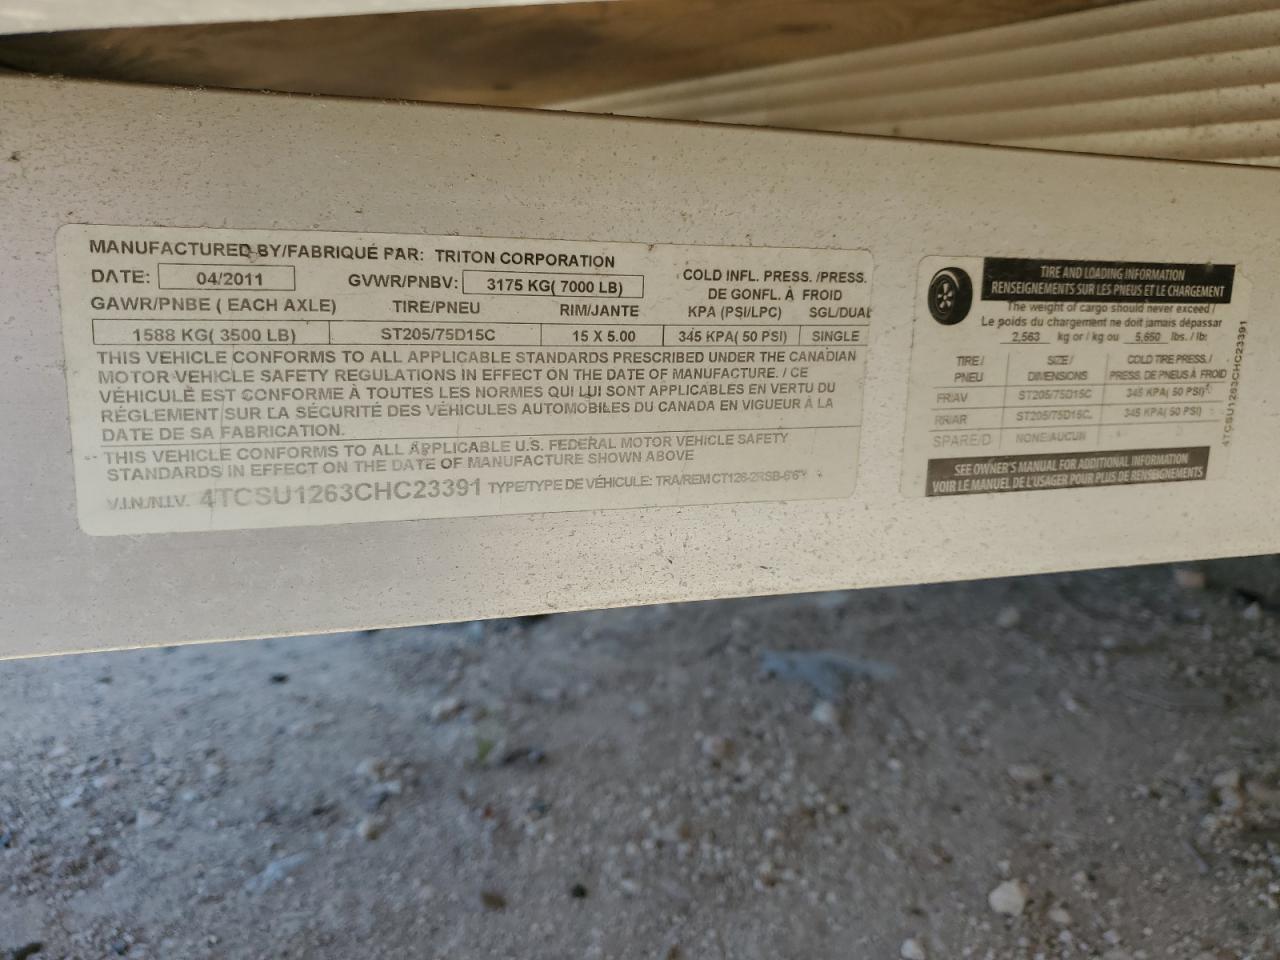 MANUFACTURED BY/FABRIQUÉ PAR: TRITON CORPORATION
DATE: 04/2011 GVWR/PNBV: 3175 KG( 7000 LB)
COLD INFL. PRESS. /PRESS. DE GONFL. À FROID
GAWR/PNBE ( EACH AXLE) TIRE/PNEU RIM/JANTE KPA (PSI/LPC) SGL/DUAL
1588 KG( 3500 LB) ST205/75D15C 15 X 5.00 345 KPA( 50 PSI) SINGLE
THIS VEHICLE CONFORMS TO ALL APPLICABLE STANDARDS PRESCRIBED UNDER THE CANADIAN
MOTOR VEHICLE SAFETY REGULATIONS IN EFFECT ON THE DATE OF MANUFACTURE. / CE
VÉHICULE EST CONFORME À TOUTES LES NORMES QUI LUI SONT APPLICABLES EN VERTU DU
RÉGLEMENT SUR LA SÉCURITÉ DES VÉHICULES AUTOMOBILES DU CANADA EN VIGUEUR À LA
DATE DE SA FABRICATION.
THIS VEHICLE CONFORMS TO ALL APPLICABLE U.S. FEDERAL MOTOR VEHICLE SAFETY
STANDARDS IN EFFECT ON THE DATE OF MANUFACTURE SHOWN ABOVE
V.I.N./N.I.V. 4TCSU1263CHC23391 TYPE/TYPE DE VÉHICULE: TRA/REM CT126-2RSB-6'6"
TIRE AND LOADING INFORMATION
RENSEIGNEMENTS SUR LES PNEUS ET LE CHARGEMENT
The weight of cargo should never exceed /
Le poids du chargement ne doit jamais dépassar
2,563 kg or / kg ou 5,650 lbs. / lb:
TIRE / SIZE / COLD TIRE PRESS. /
PNEU DIMENSIONS PRESS. DE PNEUS À FROID
FR/AV ST205/75D15C 345 KPA( 50 PSI)
RR/AR ST205/75D15C 345 KPA( 50 PSI)
SPARE/D NONE/AUCUN
SEE OWNER'S MANUAL FOR ADDITIONAL INFORMATION
VOIR LE MANUEL DE L'USAGER POUR PLUS DE RENSEIGNEMENTS
4TCSU1263CHC23391